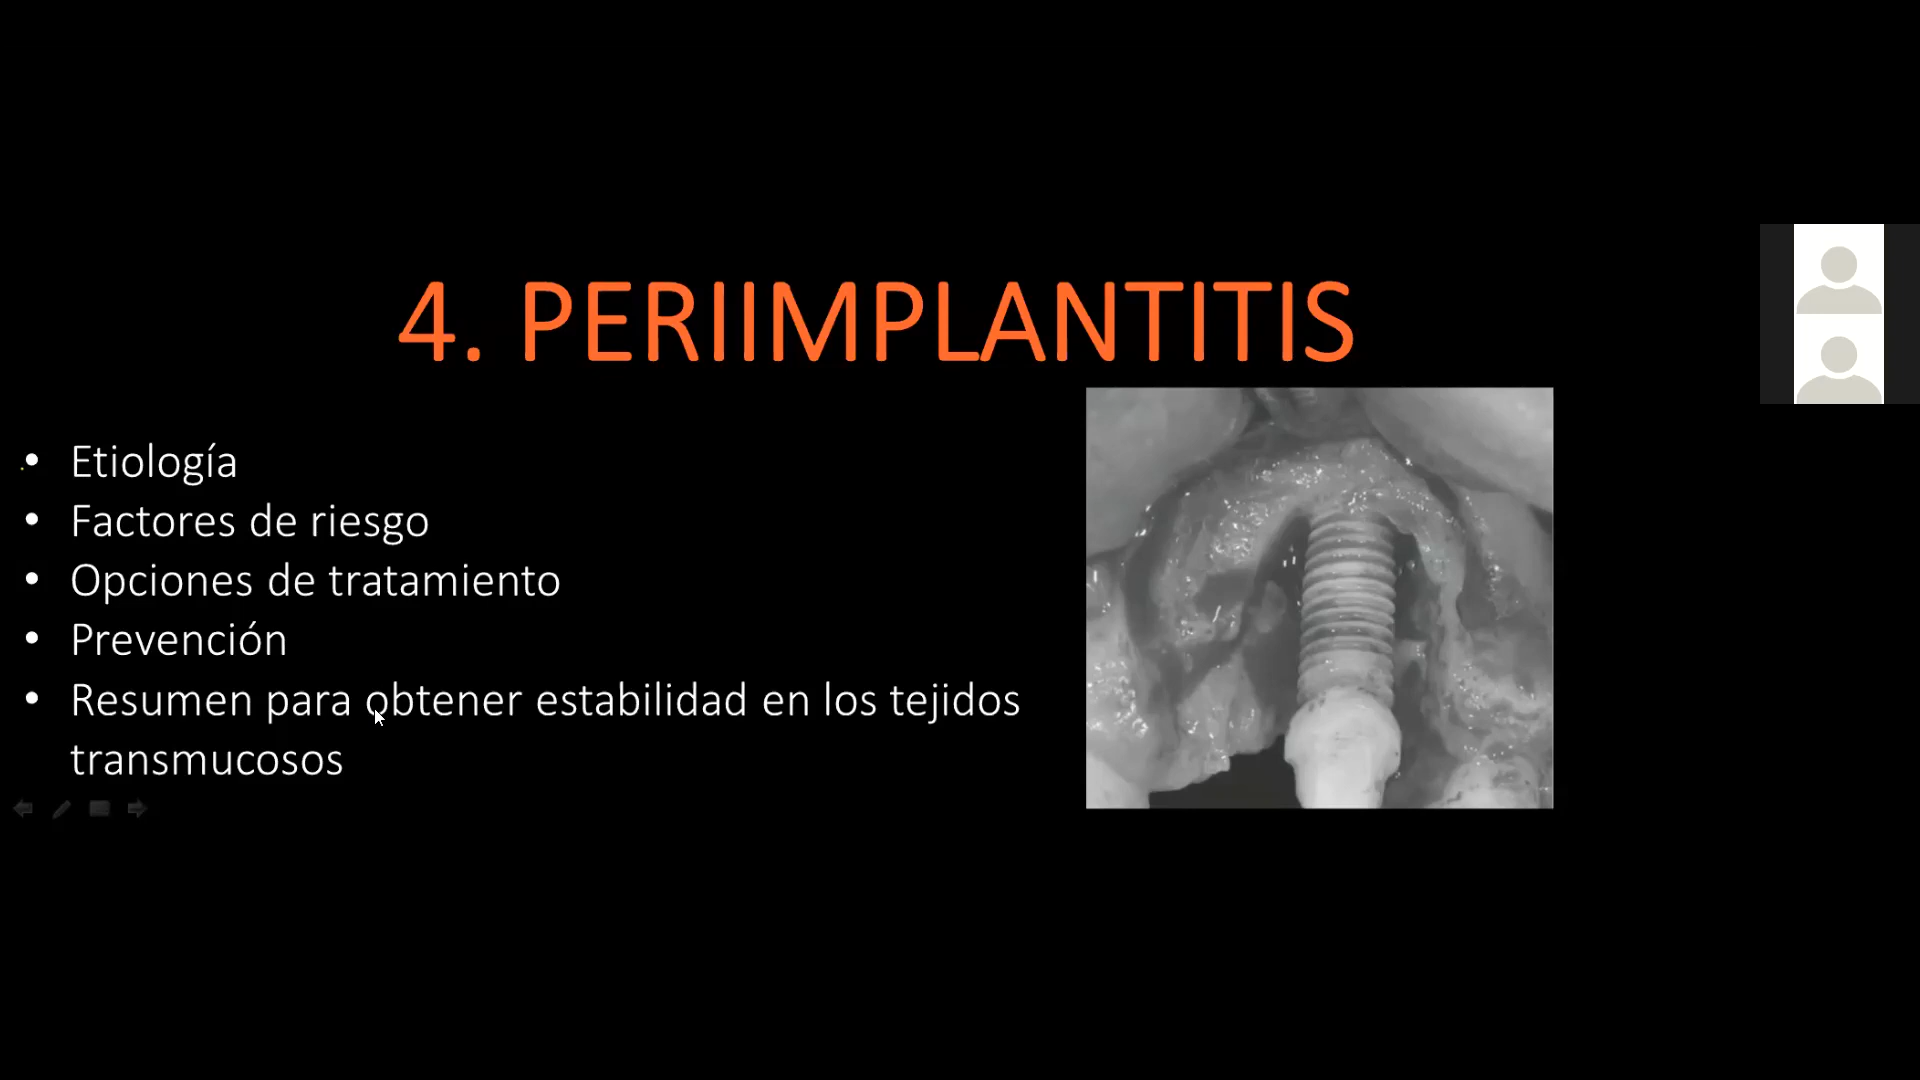 4. PERIIMPLANTITIS
• Etiología
• Factores de riesgo
• Opciones de tratamiento
• Prevención
• Resumen para obtener estabilidad en los tejidos
transmucosos